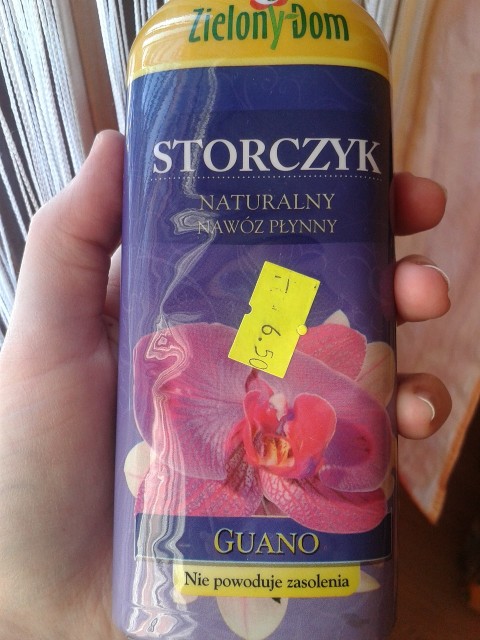 Zielony Dom
STORCZYK
NATURALNY
NAWÓZ PŁYNNY
6.50
GUANO
Nie powoduje zasolenia